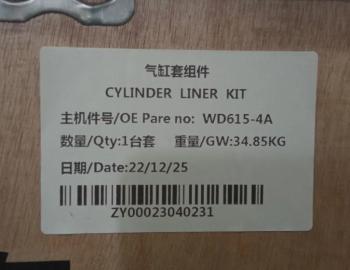 气缸套组件
CYLINDER LINER KIT
主机件号/OE Pare no: WD615-4A
数量/Qty:1台套 重量/GW:34.85KG
日期/Date:22/12/25
ZY00023040231